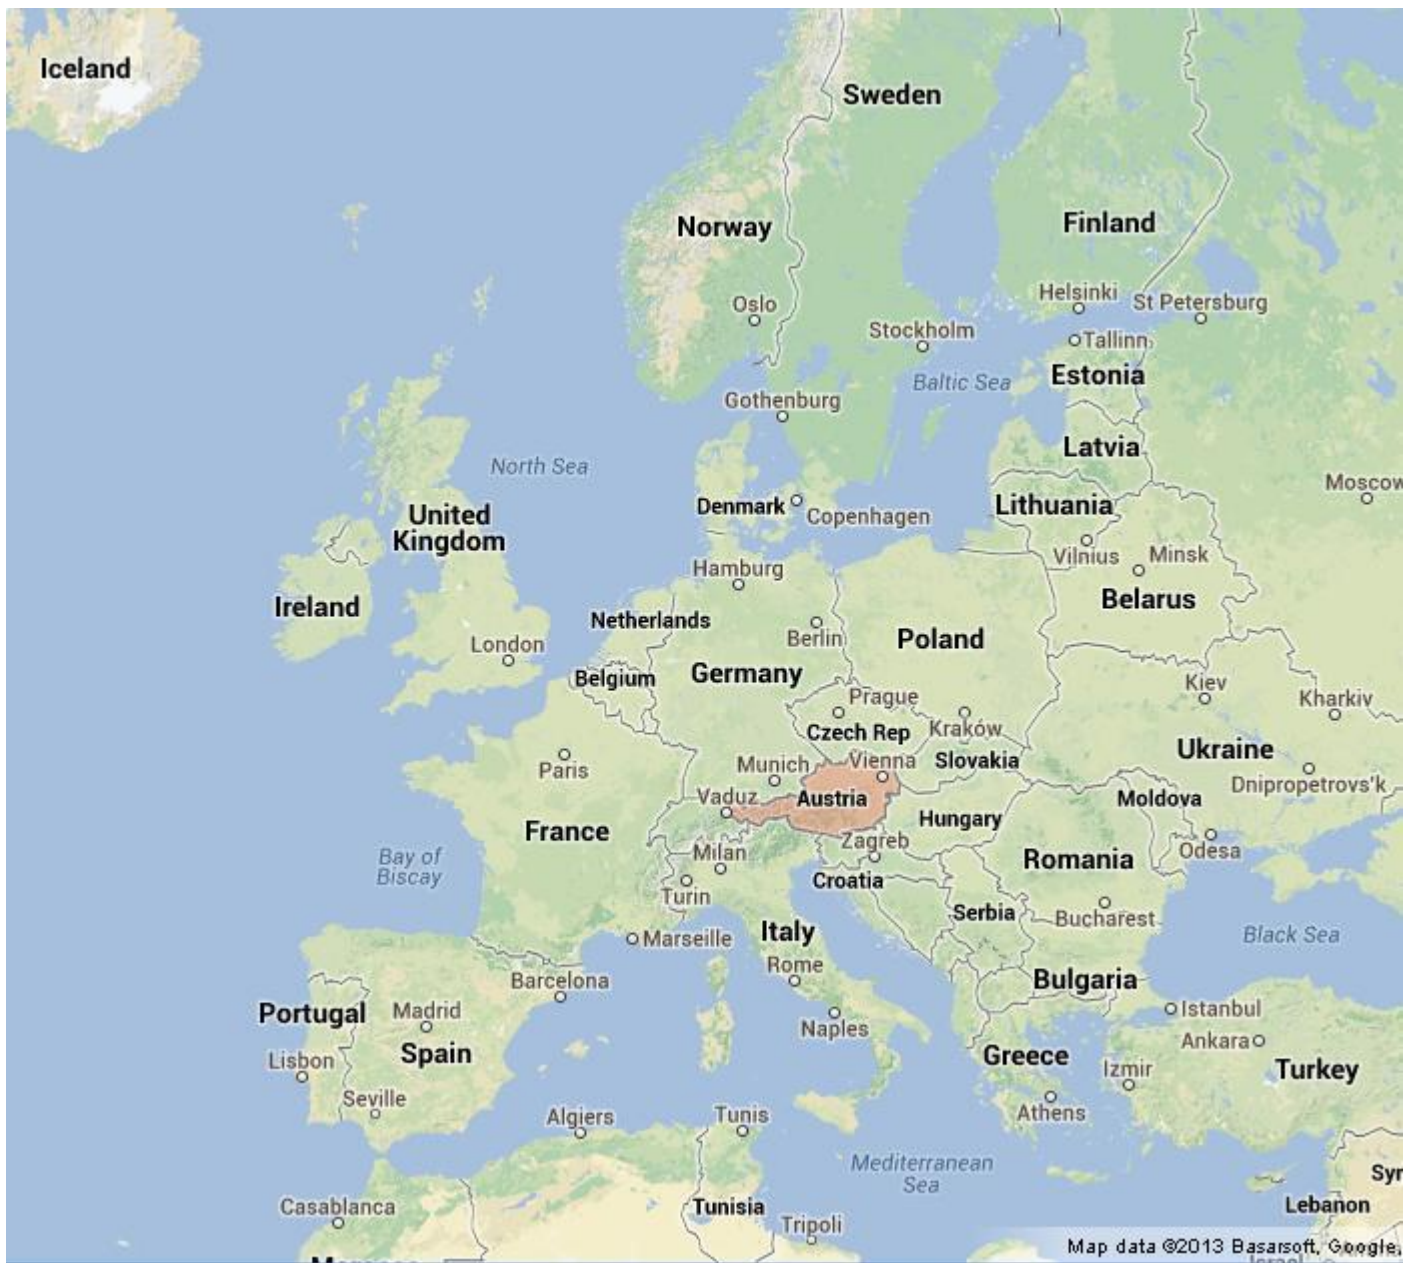 Iceland
Sweden
Norway
Finland
Oslo
Helsinki
St Petersburg
Stockholm
Tallinn
Baltic Sea
Estonia
Gothenburg
Latvia
North Sea
Moscow
Denmark
Copenhagen
Lithuania
United
Kingdom
Vilnius
Minsk
Hamburg
Belarus
Ireland
Netherlands
Berlin
Poland
London
Belgium
Germany
Kiev
Prague
Kharkiv
Kraków
Czech Rep
Ukraine
Paris
Munich
Vienna
Slovakia
Dnipropetrovs'k
Vaduz
Austria
Moldova
Hungary
France
Zagreb
Odesa
Milan
Romania
Bay of
Biscay
Croatia
Turin
Serbia
Bucharest
Italy
Marseille
Black Sea
Rome
Barcelona
Bulgaria
Portugal
Madrid
Istanbul
Naples
Ankara
Spain
Greece
Lisbon
Izmir
Turkey
Seville
Athens
Algiers
Tunis
Mediterranean
Sea
Syr
Casablanca
Tunisia
Lebanon
Tripoli
Map data ©2013 Basarsoft, Google,